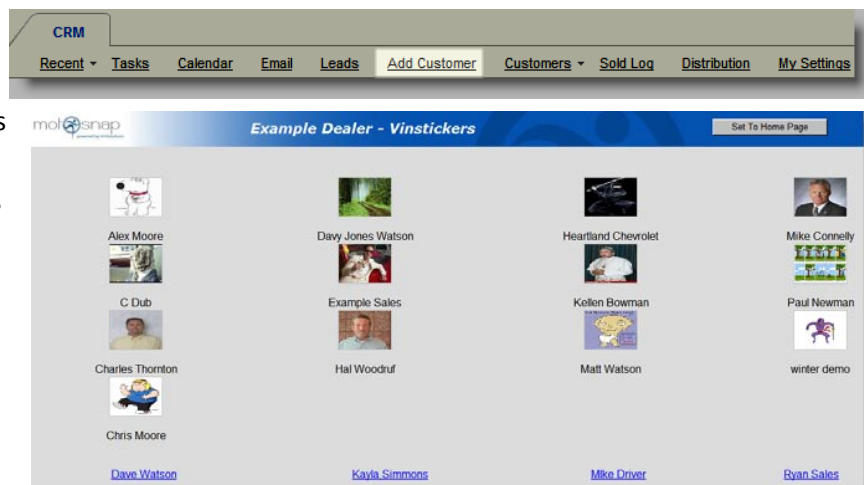 CRM
Recent Tasks Calendar Email Leads Add Customer Customers Sold Log Distribution My Settings
s
motosnap Example Dealer - Vinstickers Set To Home Page
Alex Moore Davy Jones Watson Heartland Chevrolet Mike Connelly
C Dub Example Sales Kellen Bowman Paul Newman
Charles Thornton Hal Woodruf Matt Watson winter demo
Chris Moore
Dave Watson Kayla Simmons Mike Driver Ryan Sales